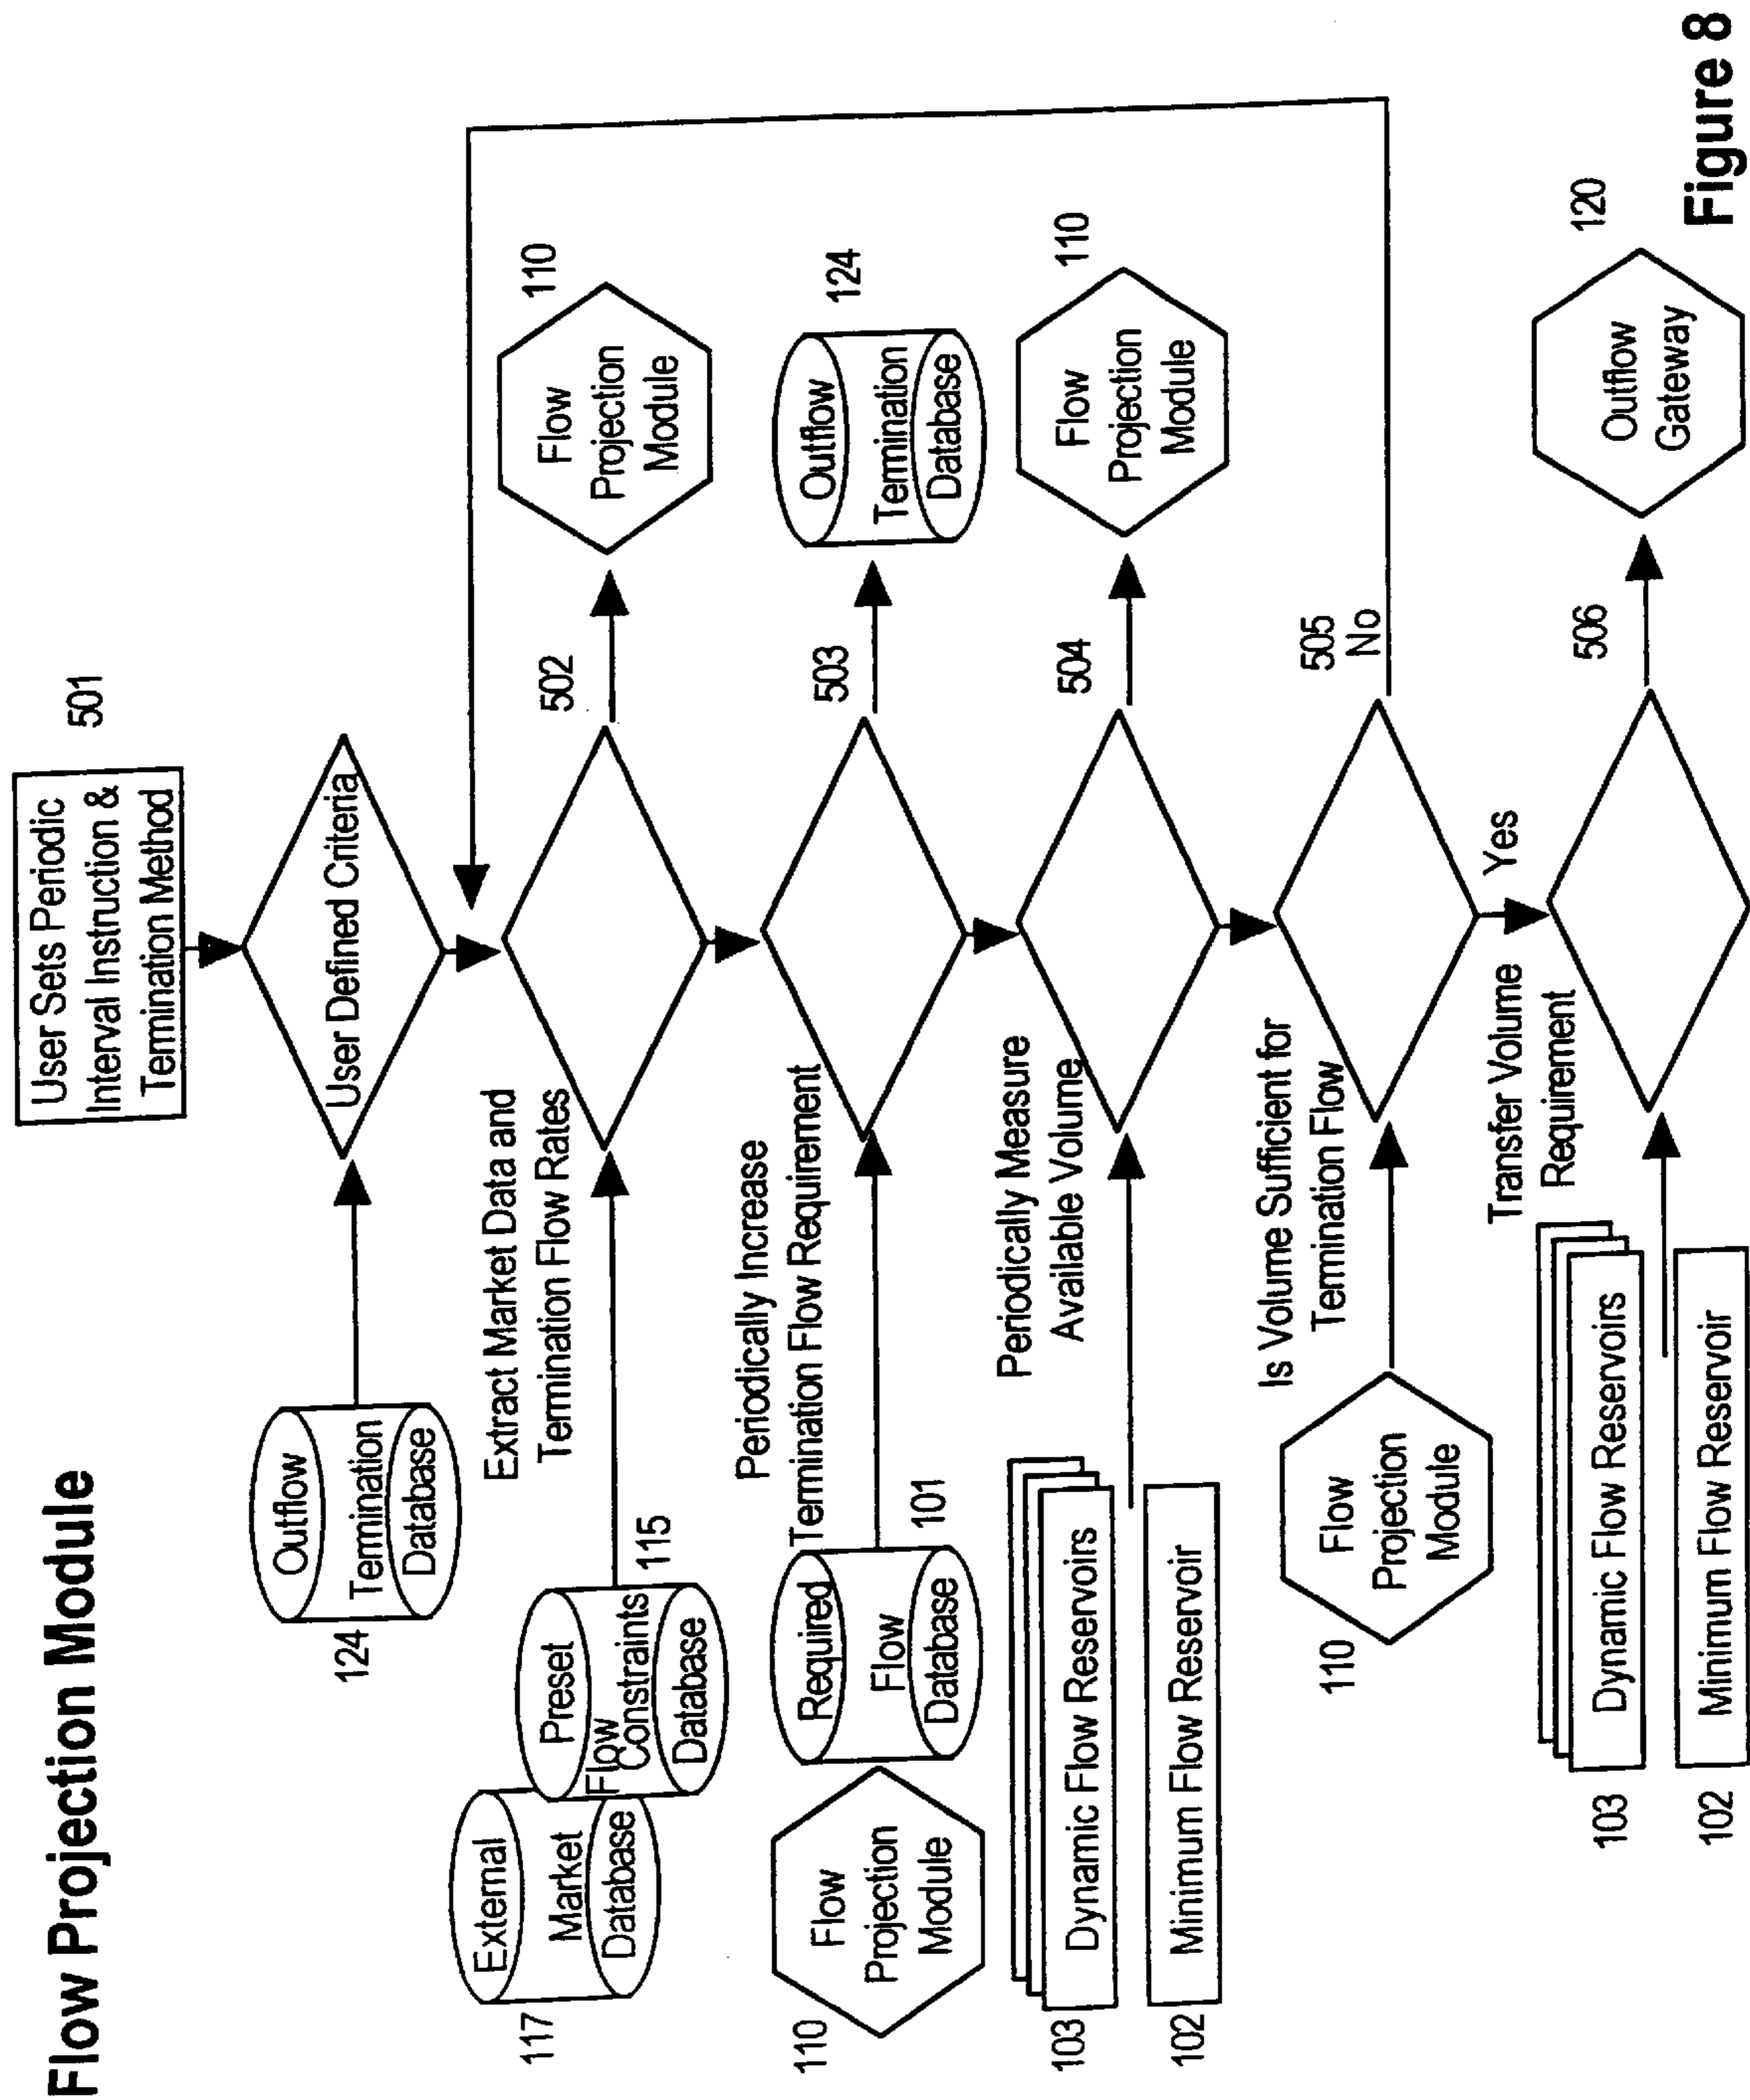 Flow Projection Module
User Sets Periodic
Interval Instruction &
Termination Method
501
Outflow
Termination
Database
124
User Defined Criteria
External
Market
Database
117
Preset
Flow
Constraints
Database
115
Extract Market Data and
Termination Flow Rates
502
Flow
Projection
Module
110
Flow
Projection
Module
110
Required
Flow
Database
101
Periodically Increase
Termination Flow Requirement
503
Outflow
Termination
Database
124
Dynamic Flow Reservoirs
103
Minimum Flow Reservoir
102
Periodically Measure
Available Volume
504
Flow
Projection
Module
110
Flow
Projection
Module
110
Is Volume Sufficient for
Termination Flow
505
No
Yes
Transfer Volume
Requirement
Dynamic Flow Reservoirs
103
Minimum Flow Reservoir
102
506
Outflow
Gateway
120
Figure 8